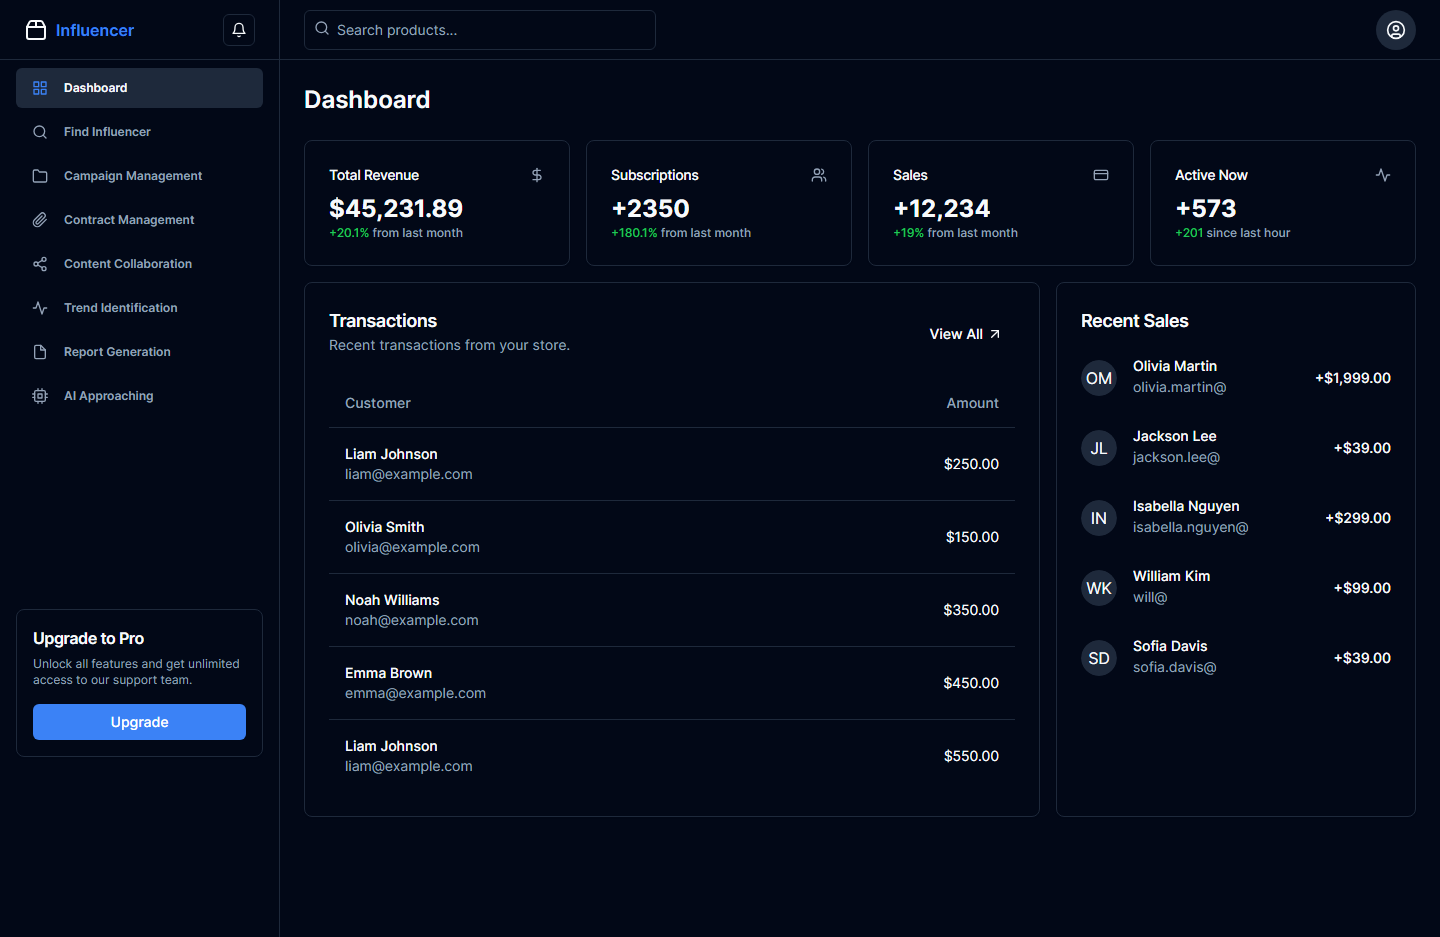 Influencer
Search products...
Dashboard
Find Influencer
Campaign Management
Contract Management
Content Collaboration
Trend Identification
Report Generation
AI Approaching
Upgrade to Pro
Unlock all features and get unlimited
access to our support team.
Upgrade
Dashboard
Total Revenue
$45,231.89
+20.1% from last month
Subscriptions
+2350
+180.1% from last month
Sales
+12,234
+19% from last month
Active Now
+573
+201 since last hour
Transactions
Recent transactions from your store.
View All
Customer Amount
Liam Johnson
liam@example.com
$250.00
Olivia Smith
olivia@example.com
$150.00
Noah Williams
noah@example.com
$350.00
Emma Brown
emma@example.com
$450.00
Liam Johnson
liam@example.com
$550.00
Recent Sales
OM
Olivia Martin
olivia.martin@
+$1,999.00
JL
Jackson Lee
jackson.lee@
+$39.00
IN
Isabella Nguyen
isabella.nguyen@
+$299.00
WK
William Kim
will@
+$99.00
SD
Sofia Davis
sofia.davis@
+$39.00